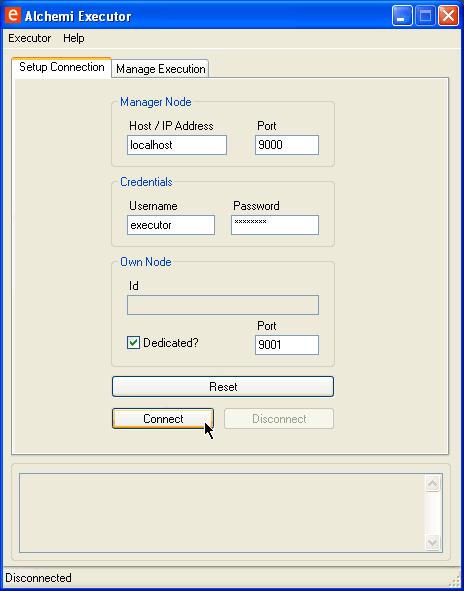 e Alchemi Executor
Executor Help
Setup Connection Manage Execution
Manager Node
Host / IP Address Port
localhost 9000
Credentials
Username Password
executor ********
Own Node
Id
Port
Dedicated? 9001
Reset
Connect Disconnect
Disconnected